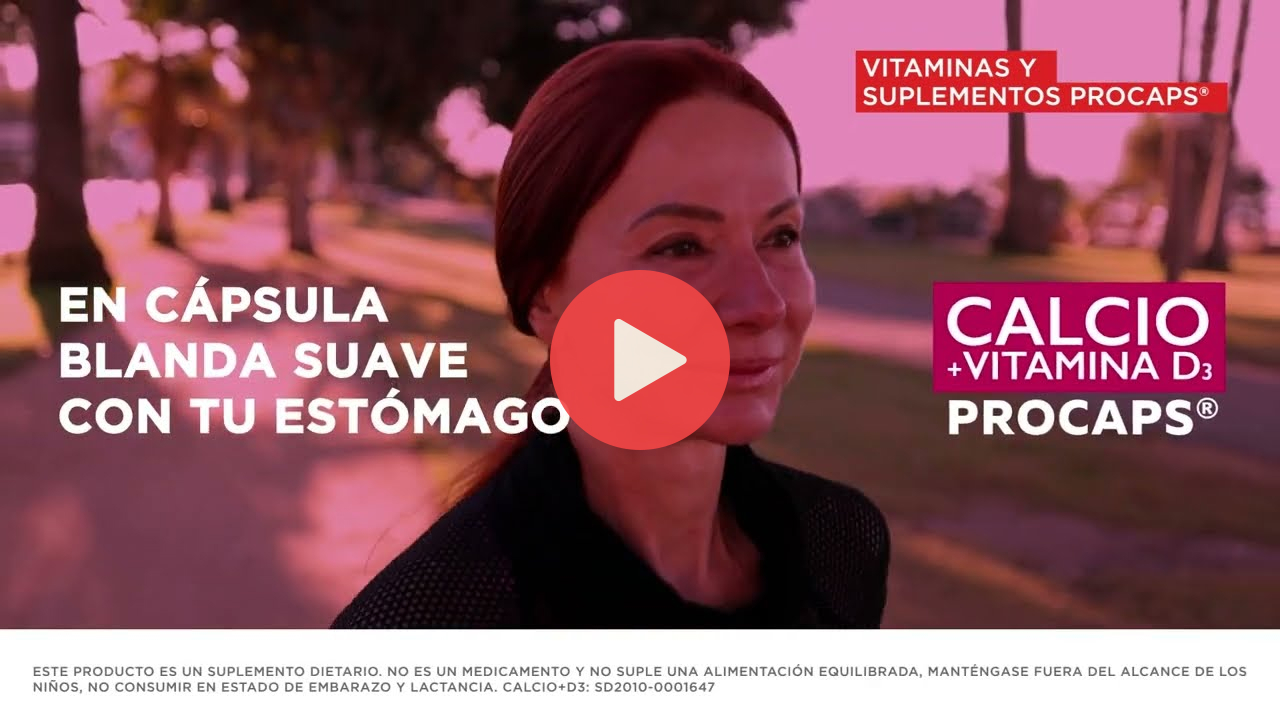 VITAMINAS Y
SUPLEMENTOS PROCAPS®
EN CÁPSULA
BLANDA SUAVE
CON TU ESTÓMAGO
CALCIO
+VITAMINA D3
PROCAPS®
ESTE PRODUCTO ES UN SUPLEMENTO DIETARIO. NO ES UN MEDICAMENTO Y NO SUPLE UNA ALIMENTACIÓN EQUILIBRADA, MANTÉNGASE FUERA DEL ALCANCE DE LOS
NIÑOS, NO CONSUMIR EN ESTADO DE EMBARAZO Y LACTANCIA. CALCIO+D3: SD2010-0001647